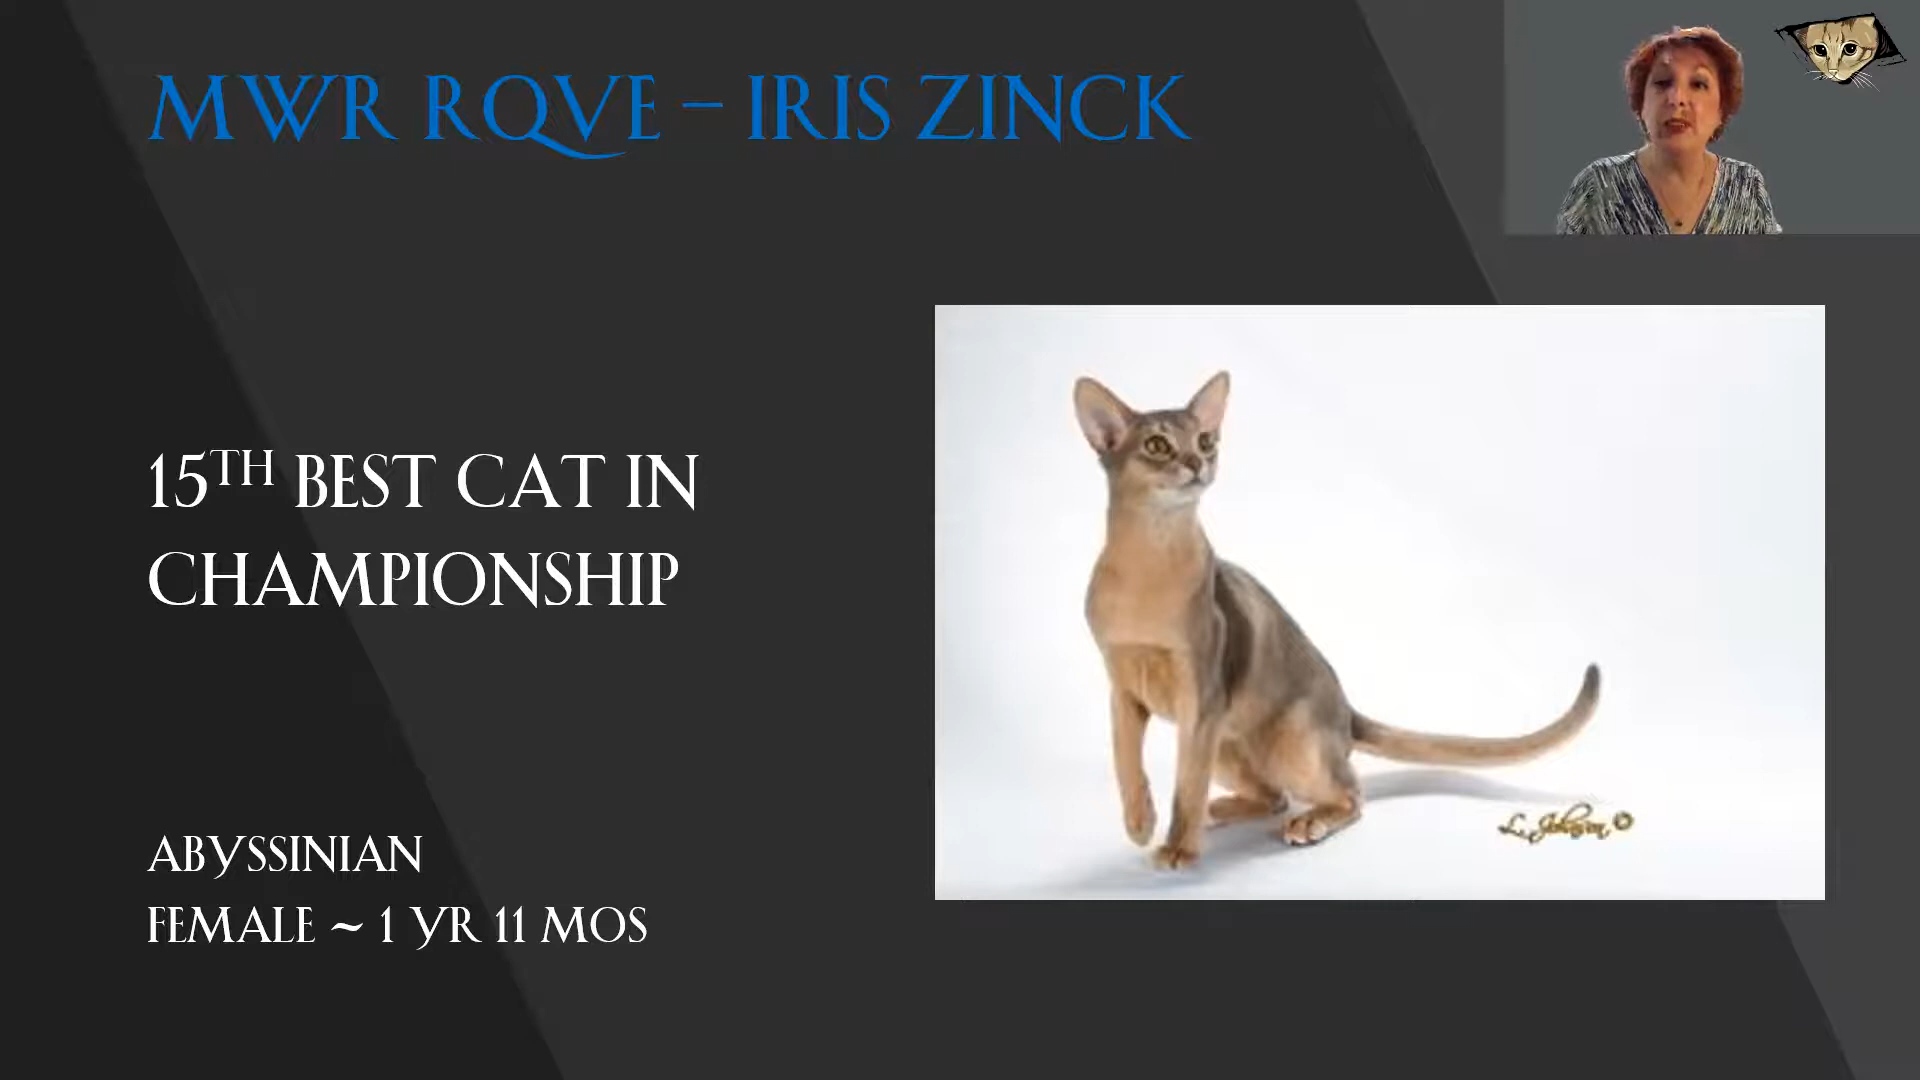 MWR RQVE – IRIS ZINCK
15TH BEST CAT IN
CHAMPIONSHIP
ABYSSINIAN
FEMALE ~ 1 YR 11 MOS
L. Johnson ©